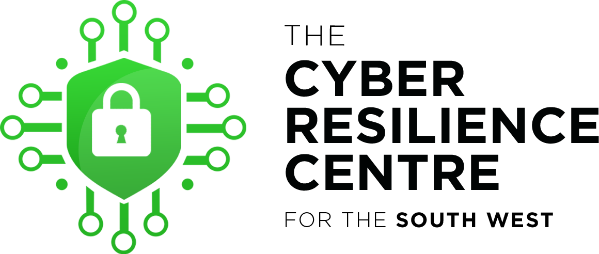 THE
CYBER
RESILIENCE
CENTRE
FOR THE SOUTH WEST